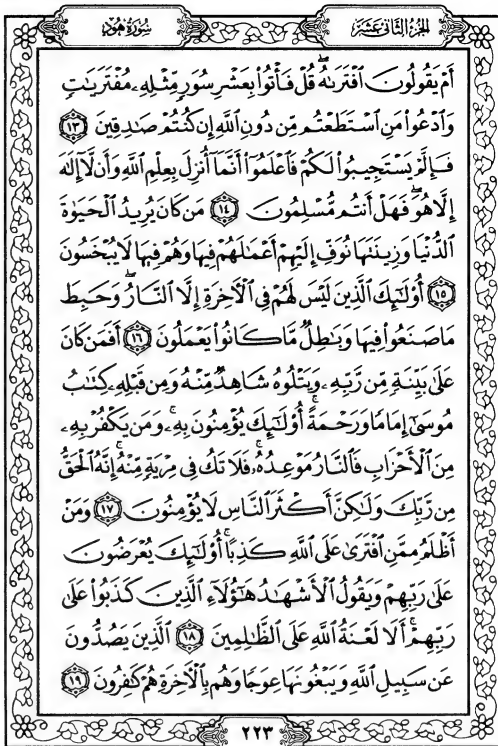 الجزء الثاني عشر
سورة هود
أَمْ يَقُولُونَ ٱفْتَرَىٰهُۖ قُلْ فَأْتُوا۟ بِعَشْرِ سُوَرٍ مِّثْلِهِۦ مُفْتَرَيَٰتٍ
وَٱدْعُوا۟ مَنِ ٱسْتَطَعْتُم مِّن دُونِ ٱللَّهِ إِن كُنتُمْ صَٰدِقِينَ ١٣
فَإِلَّمْ يَسْتَجِيبُوا۟ لَكُمْ فَٱعْلَمُوٓا۟ أَنَّمَآ أُنزِلَ بِعِلْمِ ٱللَّهِ وَأَن لَّآ إِلَٰهَ
إِلَّا هُوَۖ فَهَلْ أَنتُم مُّسْلِمُونَ ١٤ مَن كَانَ يُرِيدُ ٱلْحَيَوٰةَ
ٱلدُّنْيَا وَزِينَتَهَا نُوَفِّ إِلَيْهِمْ أَعْمَٰلَهُمْ فِيهَا وَهُمْ فِيهَا لَا يُبْخَسُونَ
١٥ أُو۟لَٰٓئِكَ ٱلَّذِينَ لَيْسَ لَهُمْ فِى ٱلْءَاخِرَةِ إِلَّا ٱلنَّارُۖ وَحَبِطَ
مَا صَنَعُوا۟ فِيهَا وَبَٰطِلٌ مَّا كَانُوا۟ يَعْمَلُونَ ١٦ أَفَمَن كَانَ
عَلَىٰ بَيِّنَةٍ مِّن رَّبِّهِۦ وَيَتْلُوهُ شَاهِدٌ مِّنْهُ وَمِن قَبْلِهِۦ كِتَٰبُ
مُوسَىٰٓ إِمَامًا وَرَحْمَةًۚ أُو۟لَٰٓئِكَ يُؤْمِنُونَ بِهِۦۚ وَمَن يَكْفُرْ بِهِۦ
مِنَ ٱلْأَحْزَابِ فَٱلنَّارُ مَوْعِدُهُۥۚ فَلَا تَكُ فِى مِرْيَةٍ مِّنْهُۚ إِنَّهُ ٱلْحَقُّ
مِن رَّبِّكَ وَلَٰكِنَّ أَكْثَرَ ٱلنَّاسِ لَا يُؤْمِنُونَ ١٧ وَمَنْ
أَظْلَمُ مِمَّنِ ٱفْتَرَىٰ عَلَى ٱللَّهِ كَذِبًاۚ أُو۟لَٰٓئِكَ يُعْرَضُونَ
عَلَىٰ رَبِّهِمْ وَيَقُولُ ٱلْأَشْهَٰدُ هَٰٓؤُلَآءِ ٱلَّذِينَ كَذَبُوا۟ عَلَىٰ
رَبِّهِمْۚ أَلَا لَعْنَةُ ٱللَّهِ عَلَى ٱلظَّٰلِمِينَ ١٨ ٱلَّذِينَ يَصُدُّونَ
عَن سَبِيلِ ٱللَّهِ وَيَبْغُونَهَا عِوَجًا وَهُم بِٱلْءَاخِرَةِ هُمْ كَٰفِرُونَ ١٩
٢٢٣